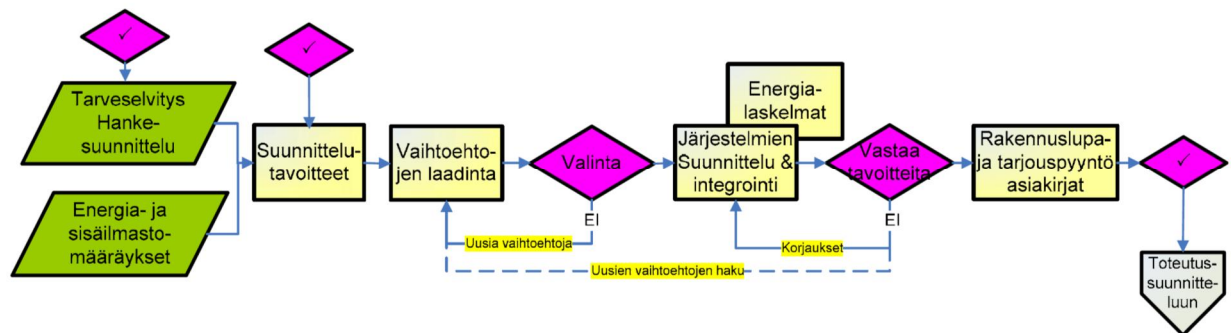 ✓
✓
Tarveselvitys
Hanke-
suunnittelu
Energia- ja
sisäilmasto-
määräykset
Suunnittelu-
tavoitteet
Vaihtoehto-
jen laadinta
Valinta
EI
Uusia vaihtoehtoja
Energia-
laskelmat
Järjestelmien
Suunnittelu &
integrointi
Vastaa
tavoitteita
EI
Korjaukset
Uusien vaihtoehtojen haku
Rakennuslupa-
ja tarjouspyyntö
asiakirjat
✓
Toteutus-
suunnitte-
luun